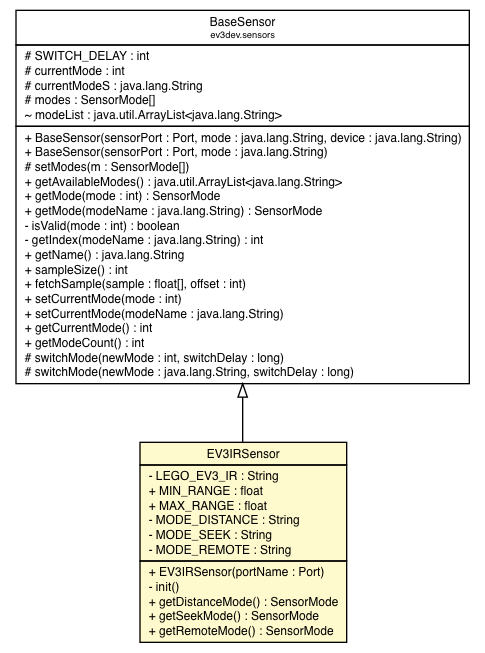 BaseSensor
ev3dev.sensors
# SWITCH_DELAY : int
# currentMode : int
# currentModeS : java.lang.String
# modes : SensorMode[]
~ modeList : java.util.ArrayList<java.lang.String>
+ BaseSensor(sensorPort : Port, mode : java.lang.String, device : java.lang.String)
+ BaseSensor(sensorPort : Port, mode : java.lang.String)
# setModes(m : SensorMode[])
+ getAvailableModes() : java.util.ArrayList<java.lang.String>
+ getMode(mode : int) : SensorMode
+ getMode(modeName : java.lang.String) : SensorMode
- isValid(mode : int) : boolean
- getIndex(modeName : java.lang.String) : int
+ getName() : java.lang.String
+ sampleSize() : int
+ fetchSample(sample : float[], offset : int)
+ setCurrentMode(mode : int)
+ setCurrentMode(modeName : java.lang.String)
+ getCurrentMode() : int
+ getModeCount() : int
# switchMode(newMode : int, switchDelay : long)
# switchMode(newMode : java.lang.String, switchDelay : long)
EV3IRSensor
- LEGO_EV3_IR : String
+ MIN_RANGE : float
+ MAX_RANGE : float
- MODE_DISTANCE : String
- MODE_SEEK : String
- MODE_REMOTE : String
+ EV3IRSensor(portName : Port)
- init()
+ getDistanceMode() : SensorMode
+ getSeekMode() : SensorMode
+ getRemoteMode() : SensorMode